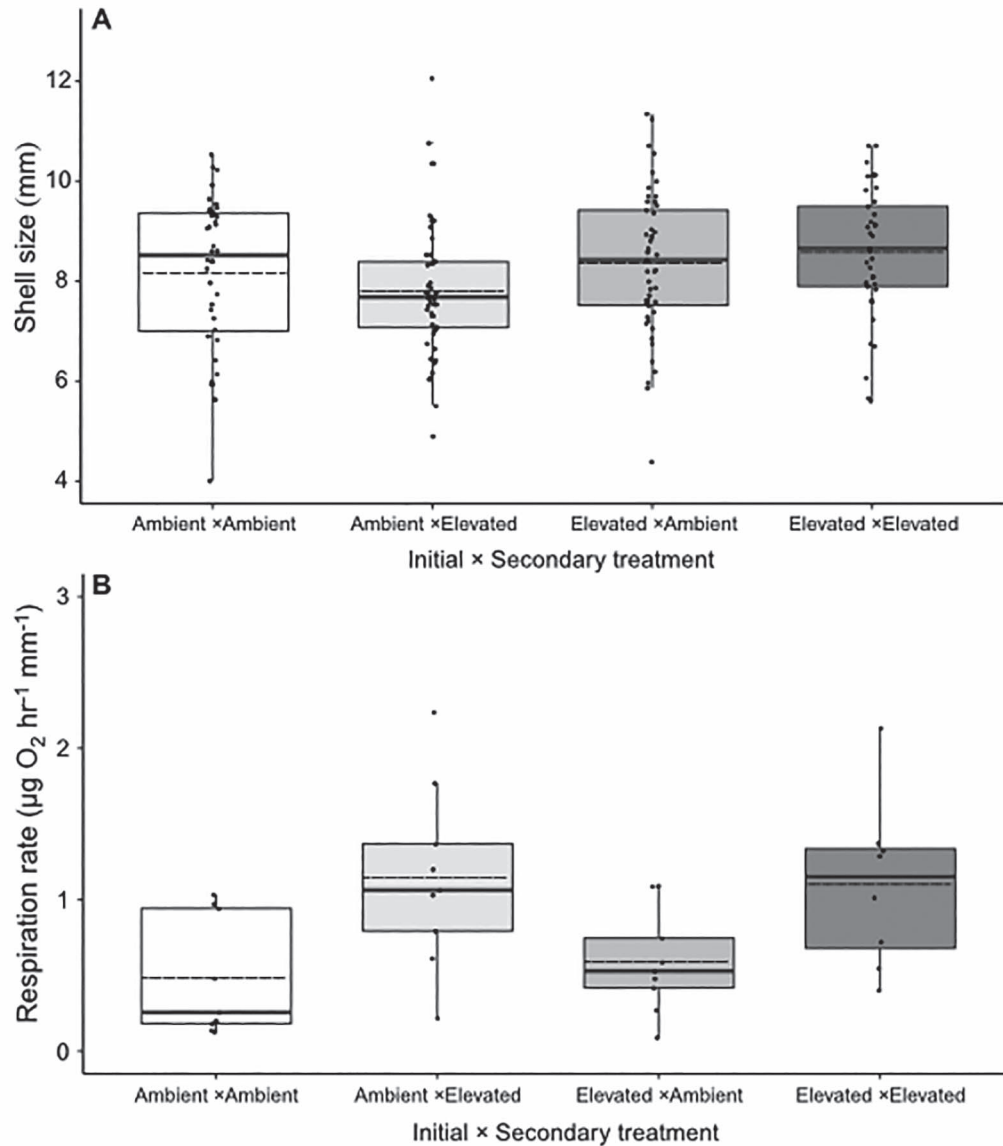 A
Shell size (mm)
12
10
8
6
4
Ambient ×Ambient Ambient ×Elevated Elevated ×Ambient Elevated ×Elevated
Initial × Secondary treatment
B
Respiration rate (µg O₂ hr⁻¹ mm⁻¹)
3
2
1
0
Ambient ×Ambient Ambient ×Elevated Elevated ×Ambient Elevated ×Elevated
Initial × Secondary treatment